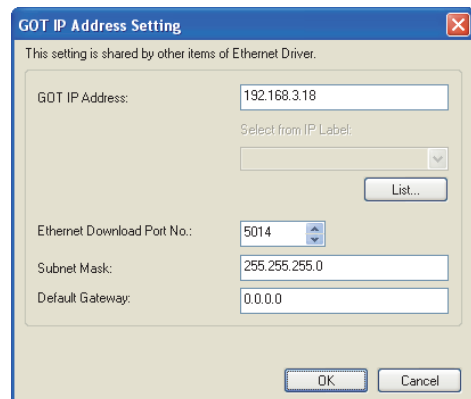 GOT IP Address Setting
This setting is shared by other items of Ethernet Driver.
GOT IP Address: 192.168.3.18
Select from IP Label:
List...
Ethernet Download Port No.: 5014
Subnet Mask: 255.255.255.0
Default Gateway: 0.0.0.0
OK Cancel